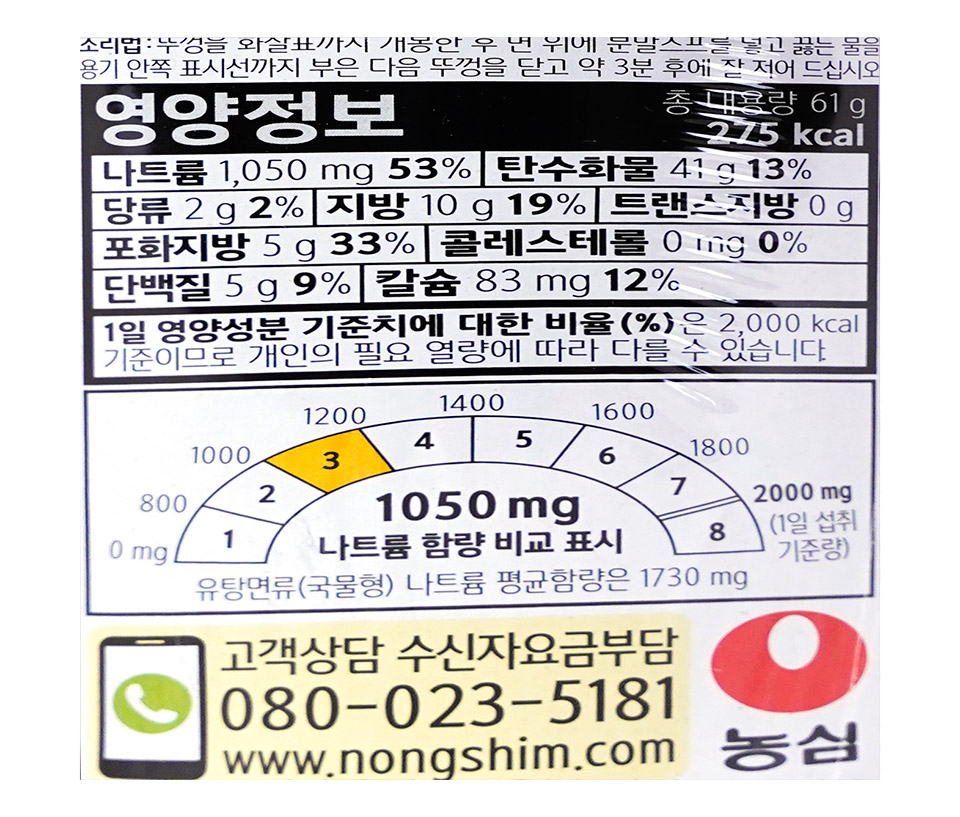 조리법:뚜껑을 화살표까지 개봉한 후 면 위에 분말스프를 넣고 끓는 물을
용기 안쪽 표시선까지 부은 다음 뚜껑을 닫고 약 3분 후에 잘 저어 드십시오
영양정보 총 내용량 61 g
275 kcal
나트륨 1,050 mg 53% 탄수화물 41 g 13%
당류 2 g 2% 지방 10 g 19% 트랜스지방 0 g
포화지방 5 g 33% 콜레스테롤 0 mg 0%
단백질 5 g 9% 칼슘 83 mg 12%
1일 영양성분 기준치에 대한 비율(%)은 2,000 kcal
기준이므로 개인의 필요 열량에 따라 다를 수 있습니다
0 mg 800 1000 1200 1400 1600 1800 2000 mg
(1일 섭취
기준량)
1 2 3 4 5 6 7 8
1050 mg
나트륨 함량 비교 표시
유탕면류(국물형) 나트륨 평균함량은 1730 mg
고객상담 수신자요금부담
080-023-5181
www.nongshim.com
농심